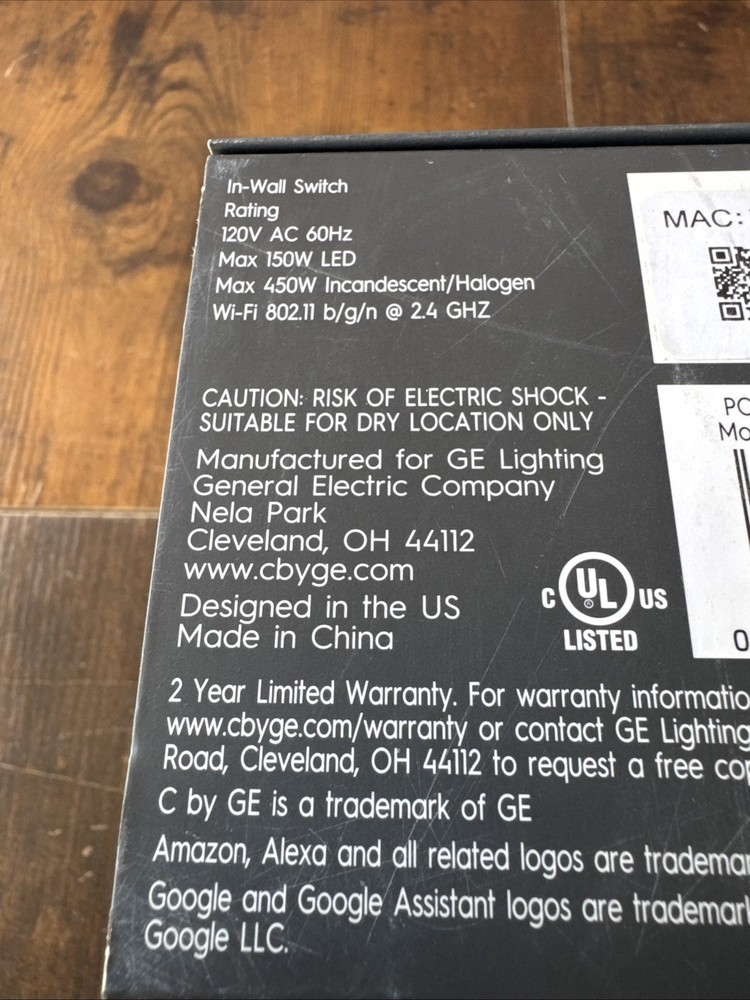 In-Wall Switch
Rating
120V AC 60Hz
Max 150W LED
Max 450W Incandescent/Halogen
Wi-Fi 802.11 b/g/n @ 2.4 GHZ
MAC:
CAUTION: RISK OF ELECTRIC SHOCK -
SUITABLE FOR DRY LOCATION ONLY
Manufactured for GE Lighting
General Electric Company
Nela Park
Cleveland, OH 44112
www.cbyge.com
Designed in the US
Made in China
C UL US
LISTED
2 Year Limited Warranty. For warranty
www.cbyge.com/warranty or contact GE Lighting
Road, Cleveland, OH 44112 to request a free
C by GE is a trademark of GE
Amazon, Alexa and all related logos are
Google and Google Assistant logos are
Google LLC.